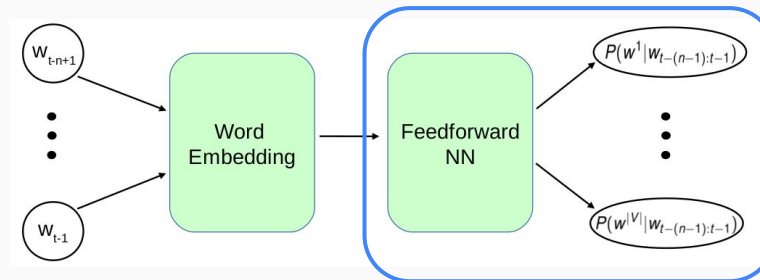 w_{t-n+1}
Word
Embedding
Feedforward
NN
P(w^1|w_{t-(n-1):t-1})
w_{t-1}
P(w^{|V|}|w_{t-(n-1):t-1})